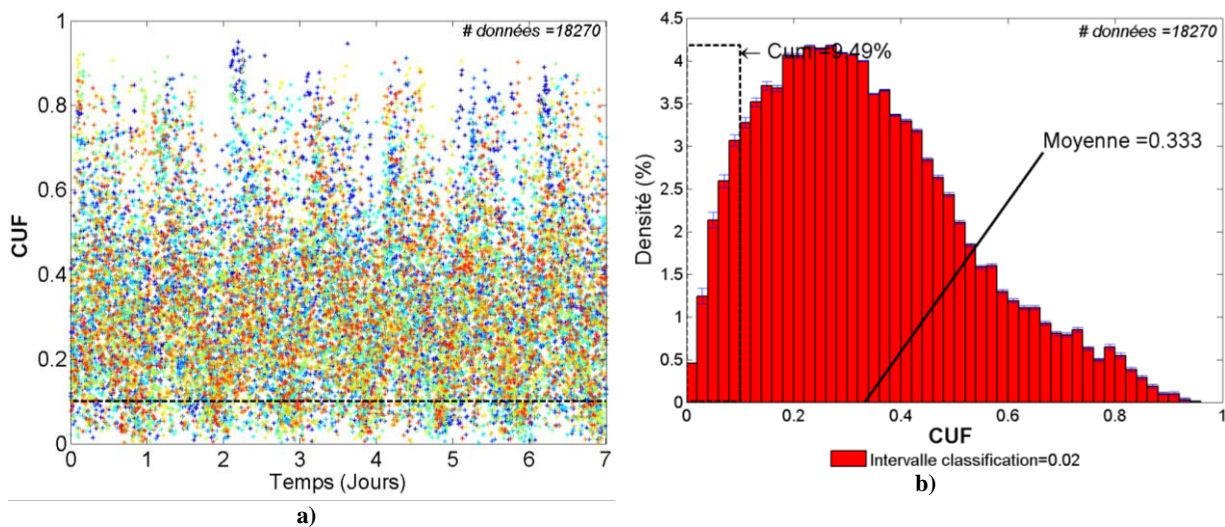 # données =18270
1
0.8
0.6
0.4
0.2
0
CUF
0 1 2 3 4 5 6 7
Temps (Jours)
a)
# données =18270
4.5
4
3.5
3
2.5
2
1.5
1
0.5
0
Densité (%)
← Cum =9.49%
Moyenne =0.333
0 0.2 0.4 0.6 0.8 1
CUF
Intervalle classification=0.02
b)